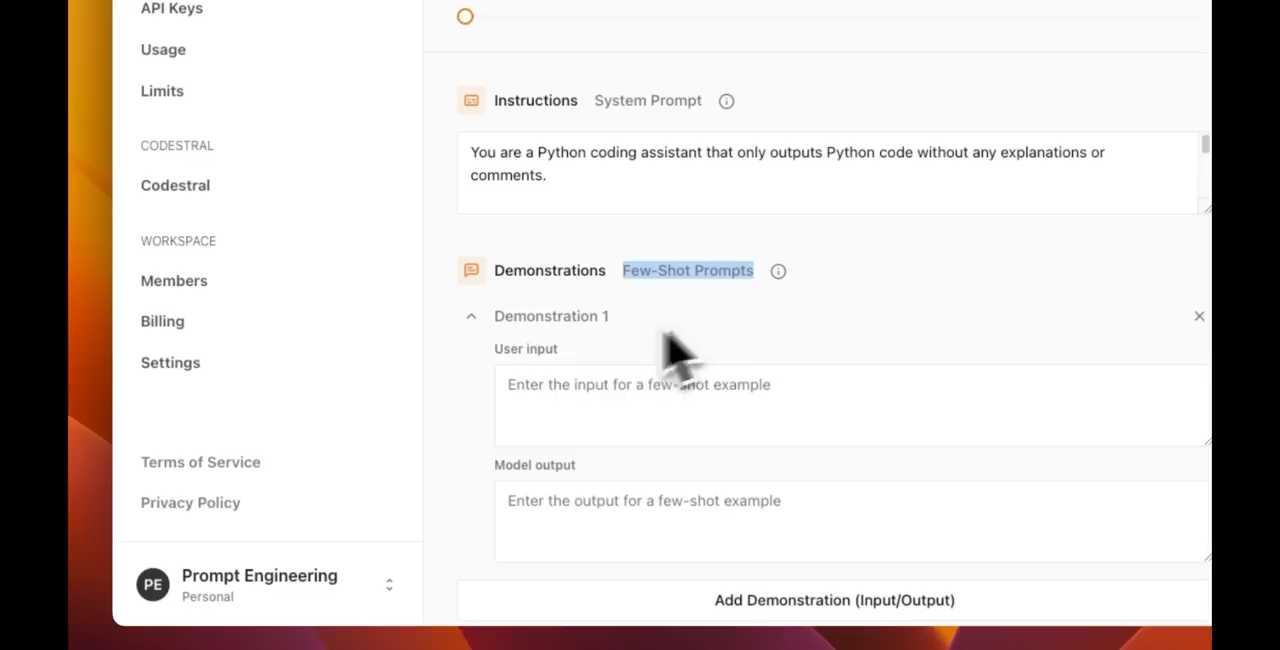 API Keys
Usage
Limits
CODESTRAL
Codestral
WORKSPACE
Members
Billing
Settings
Terms of Service
Privacy Policy
PE
Prompt Engineering
Personal
Instructions System Prompt
You are a Python coding assistant that only outputs Python code without any explanations or
comments.
Demonstrations Few-Shot Prompts
Demonstration 1
User input
Enter the input for a few-shot example
Model output
Enter the output for a few-shot example
Add Demonstration (Input/Output)